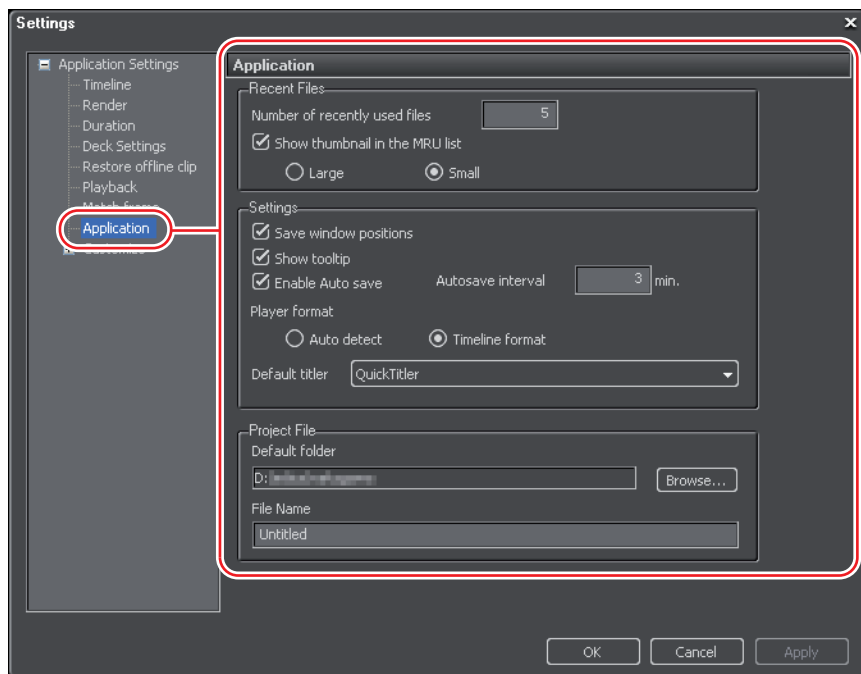 Settings
Application Settings
Timeline
Render
Duration
Deck Settings
Restore offline clip
Playback
Match frame
Application
Customize
Application
Recent Files
Number of recently used files 5
Show thumbnail in the MRU list
Large Small
Settings
Save window positions
Show tooltip
Enable Auto save Autosave interval 3 min.
Player format
Auto detect Timeline format
Default titler QuickTitler
Project File
Default folder
D: Browse...
File Name
Untitled
OK Cancel Apply